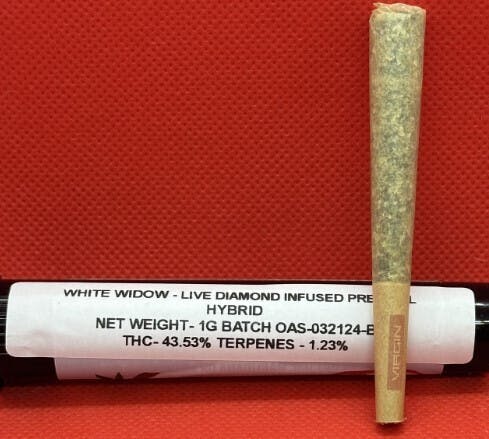 WHITE WIDOW - LIVE DIAMOND INFUSED
HYBRID
NET WEIGHT- 1G BATCH OAS-032124-
THC- 43.53% TERPENES - 1.23%
VIRGIN